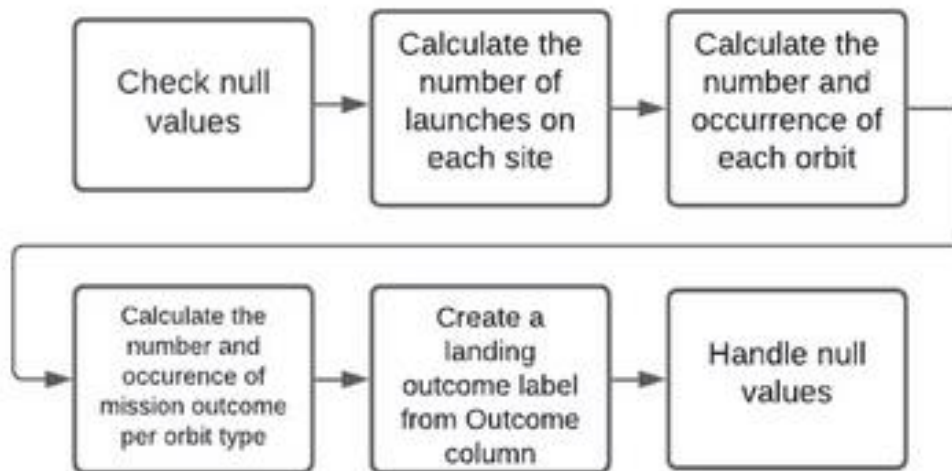 Check null
values
Calculate the
number of
launches on
each site
Calculate the
number and
occurrence of
each orbit
Calculate the
number and
occurence of
mission outcome
per orbit type
Create a
landing
outcome label
from Outcome
column
Handle null
values